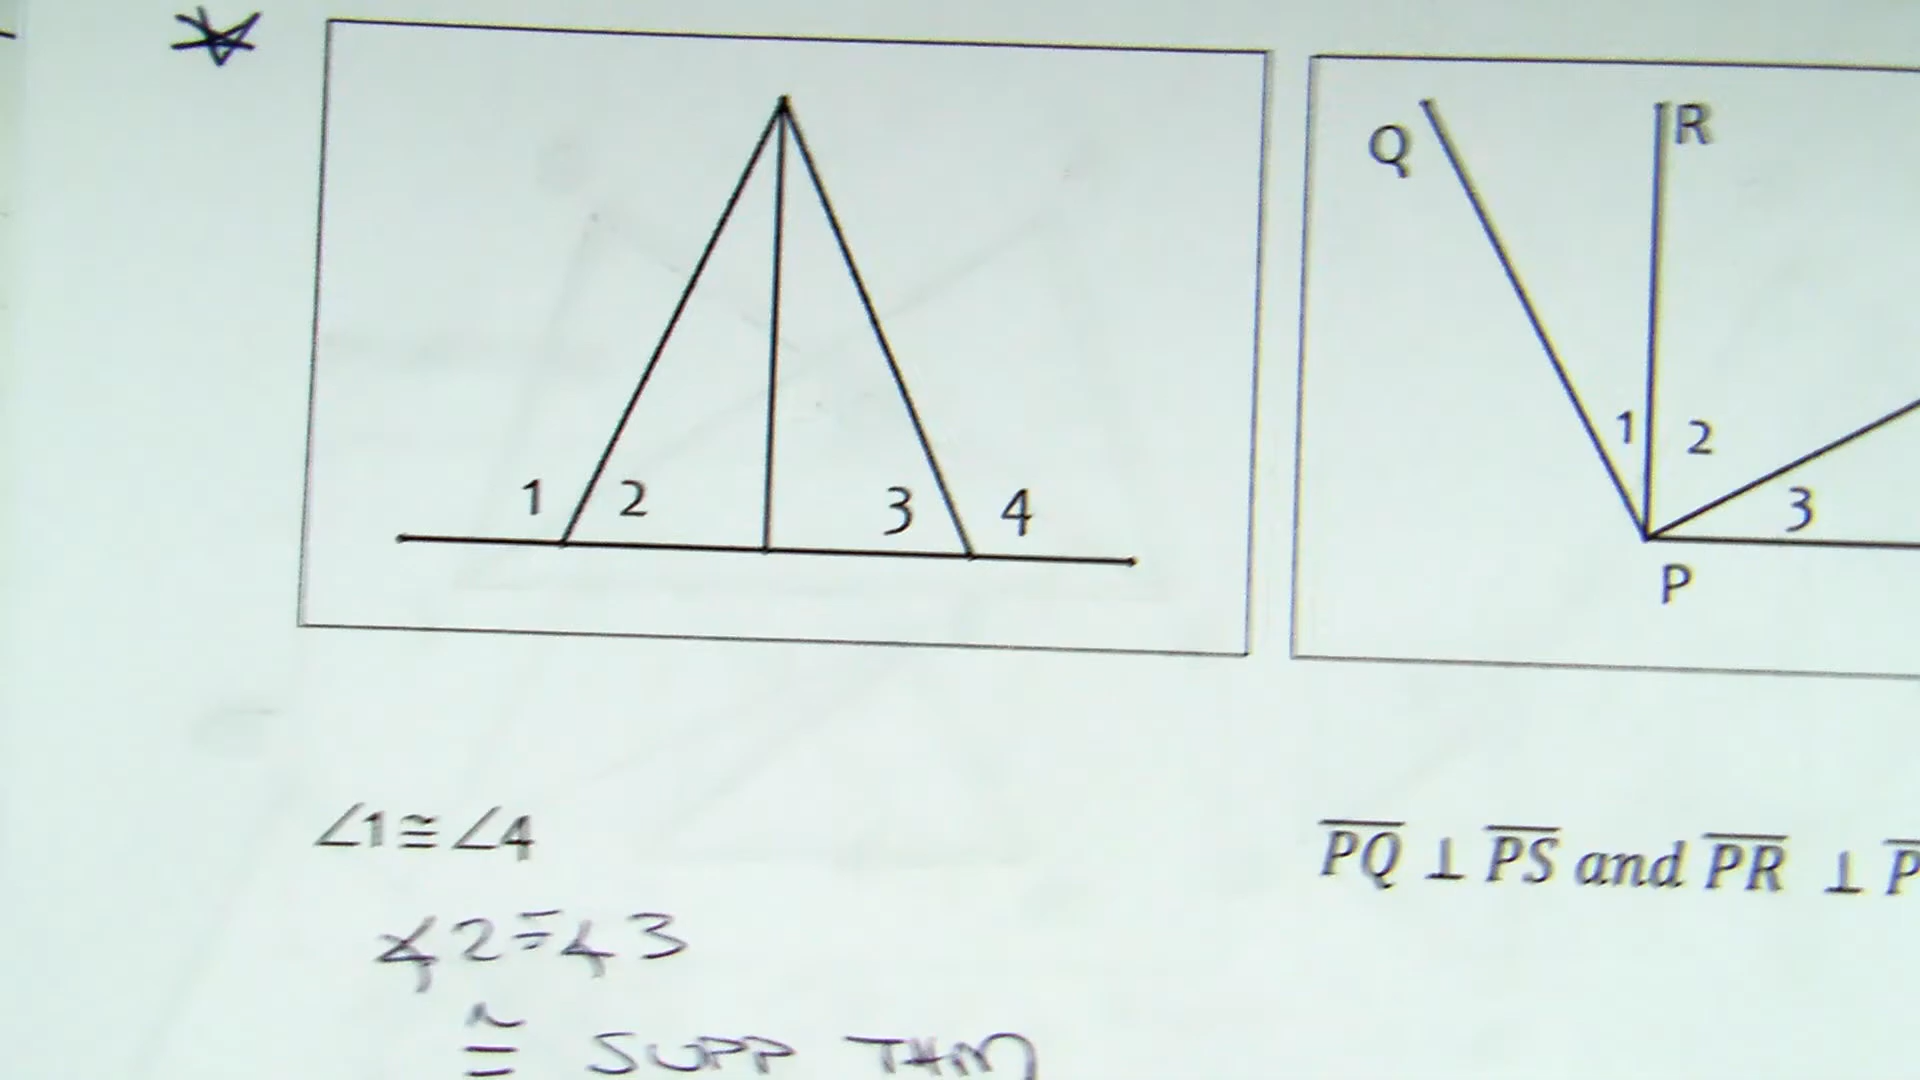 1 2 3 4
Q R
1 2
3
P
∠1 ≅ ∠4
∡2 ≅ ∡3
≅ SUPP THM
PQ ⊥ PS and PR ⊥ P